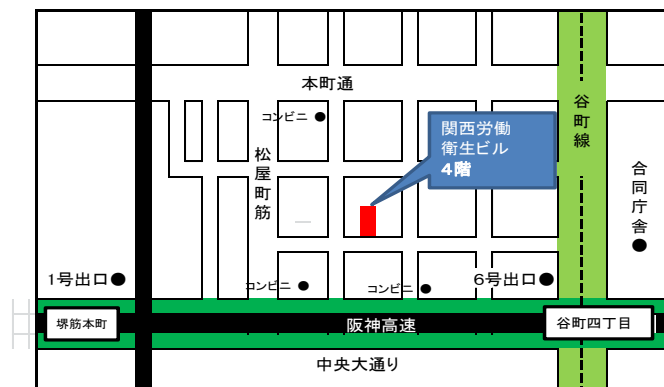 本町通
コンビニ
関西労働
衛生ビル
4階
谷町線
松屋町筋
合同庁舎
1号出口
6号出口
コンビニ
コンビニ
堺筋本町
阪神高速
谷町四丁目
中央大通り